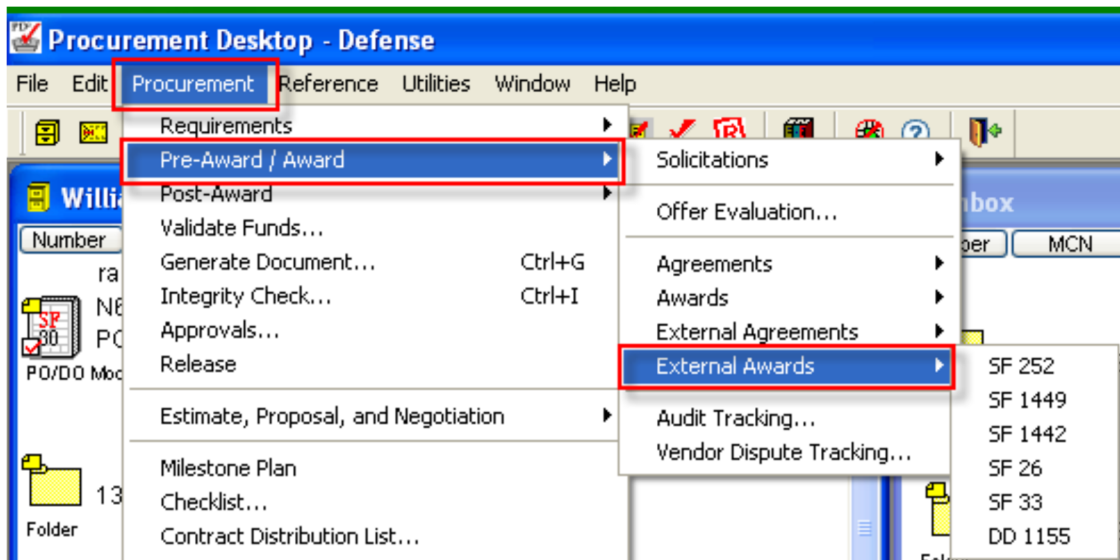 Procurement Desktop - Defense
File Edit Procurement Reference Utilities Window Help
Requirements
Pre-Award / Award
Post-Award
Validate Funds...
Generate Document... Ctrl+G
Integrity Check... Ctrl+I
Approvals...
Release
Estimate, Proposal, and Negotiation
Milestone Plan
Checklist...
Contract Distribution List...
Solicitations
Offer Evaluation...
Agreements
Awards
External Agreements
External Awards
Audit Tracking...
Vendor Dispute Tracking...
SF 252
SF 1449
SF 1442
SF 26
SF 33
DD 1155
Number
SF
30
PO/DO
13
Folder
MCN